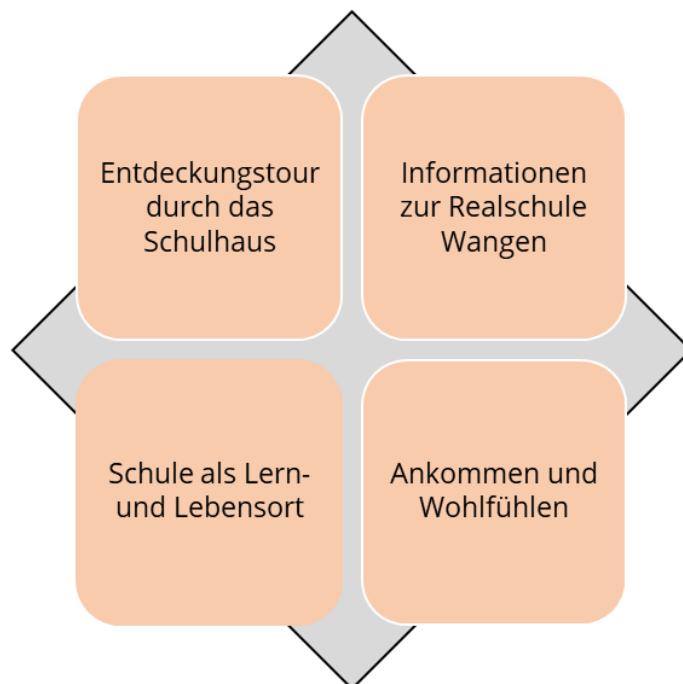 Entdeckungstour
durch das
Schulhaus
Informationen
zur Realschule
Wangen
Schule als Lern-
und Lebensort
Ankommen und
Wohlfühlen